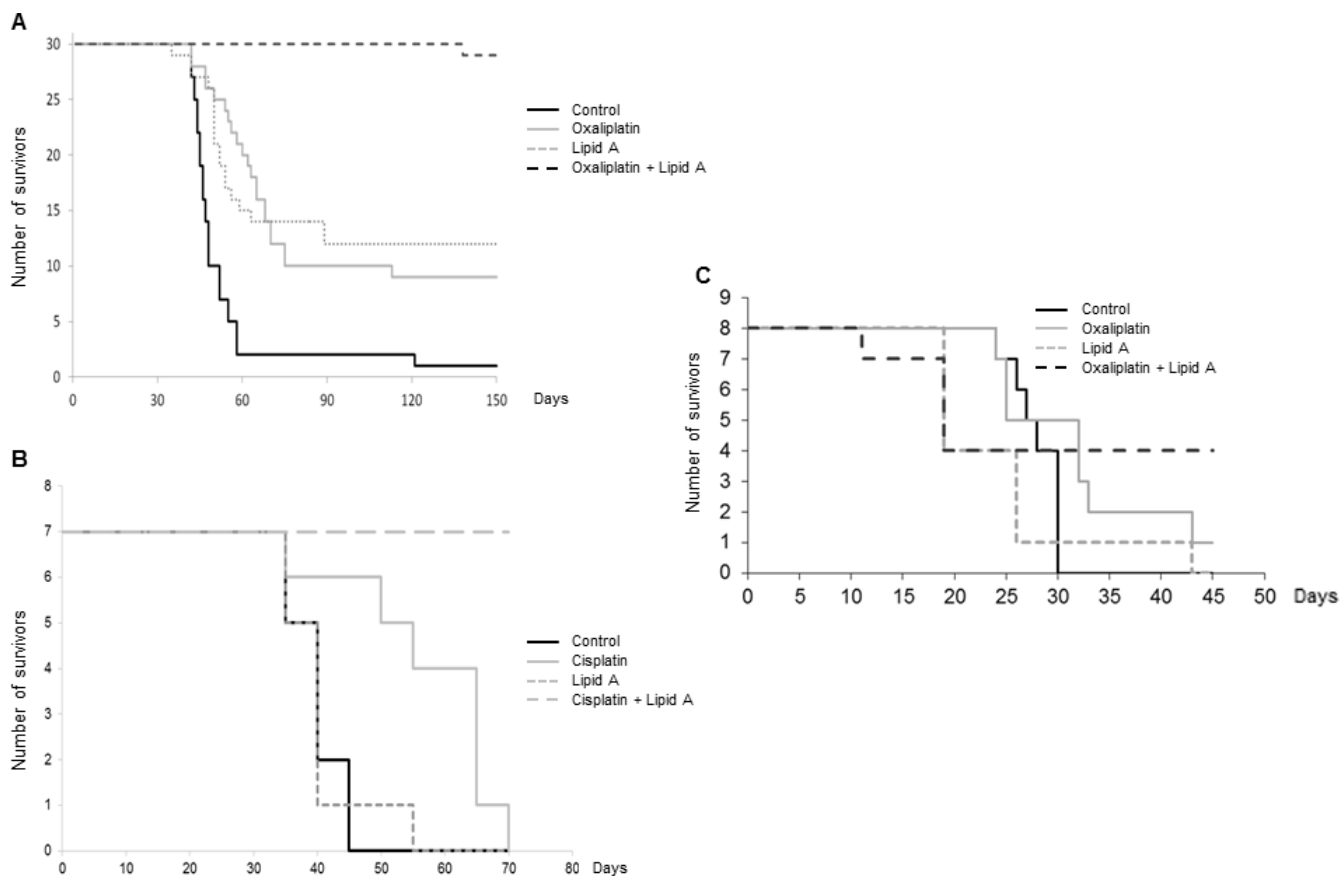 A
30
25
20
15
10
5
0
Number of survivors
0 30 60 90 120 150 Days
Control
Oxaliplatin
Lipid A
Oxaliplatin + Lipid A
B
8
7
6
5
4
3
2
1
0
Number of survivors
0 10 20 30 40 50 60 70 80 Days
Control
Cisplatin
Lipid A
Cisplatin + Lipid A
C
9
8
7
6
5
4
3
2
1
0
Number of survivors
0 5 10 15 20 25 30 35 40 45 50 Days
Control
Oxaliplatin
Lipid A
Oxaliplatin + Lipid A